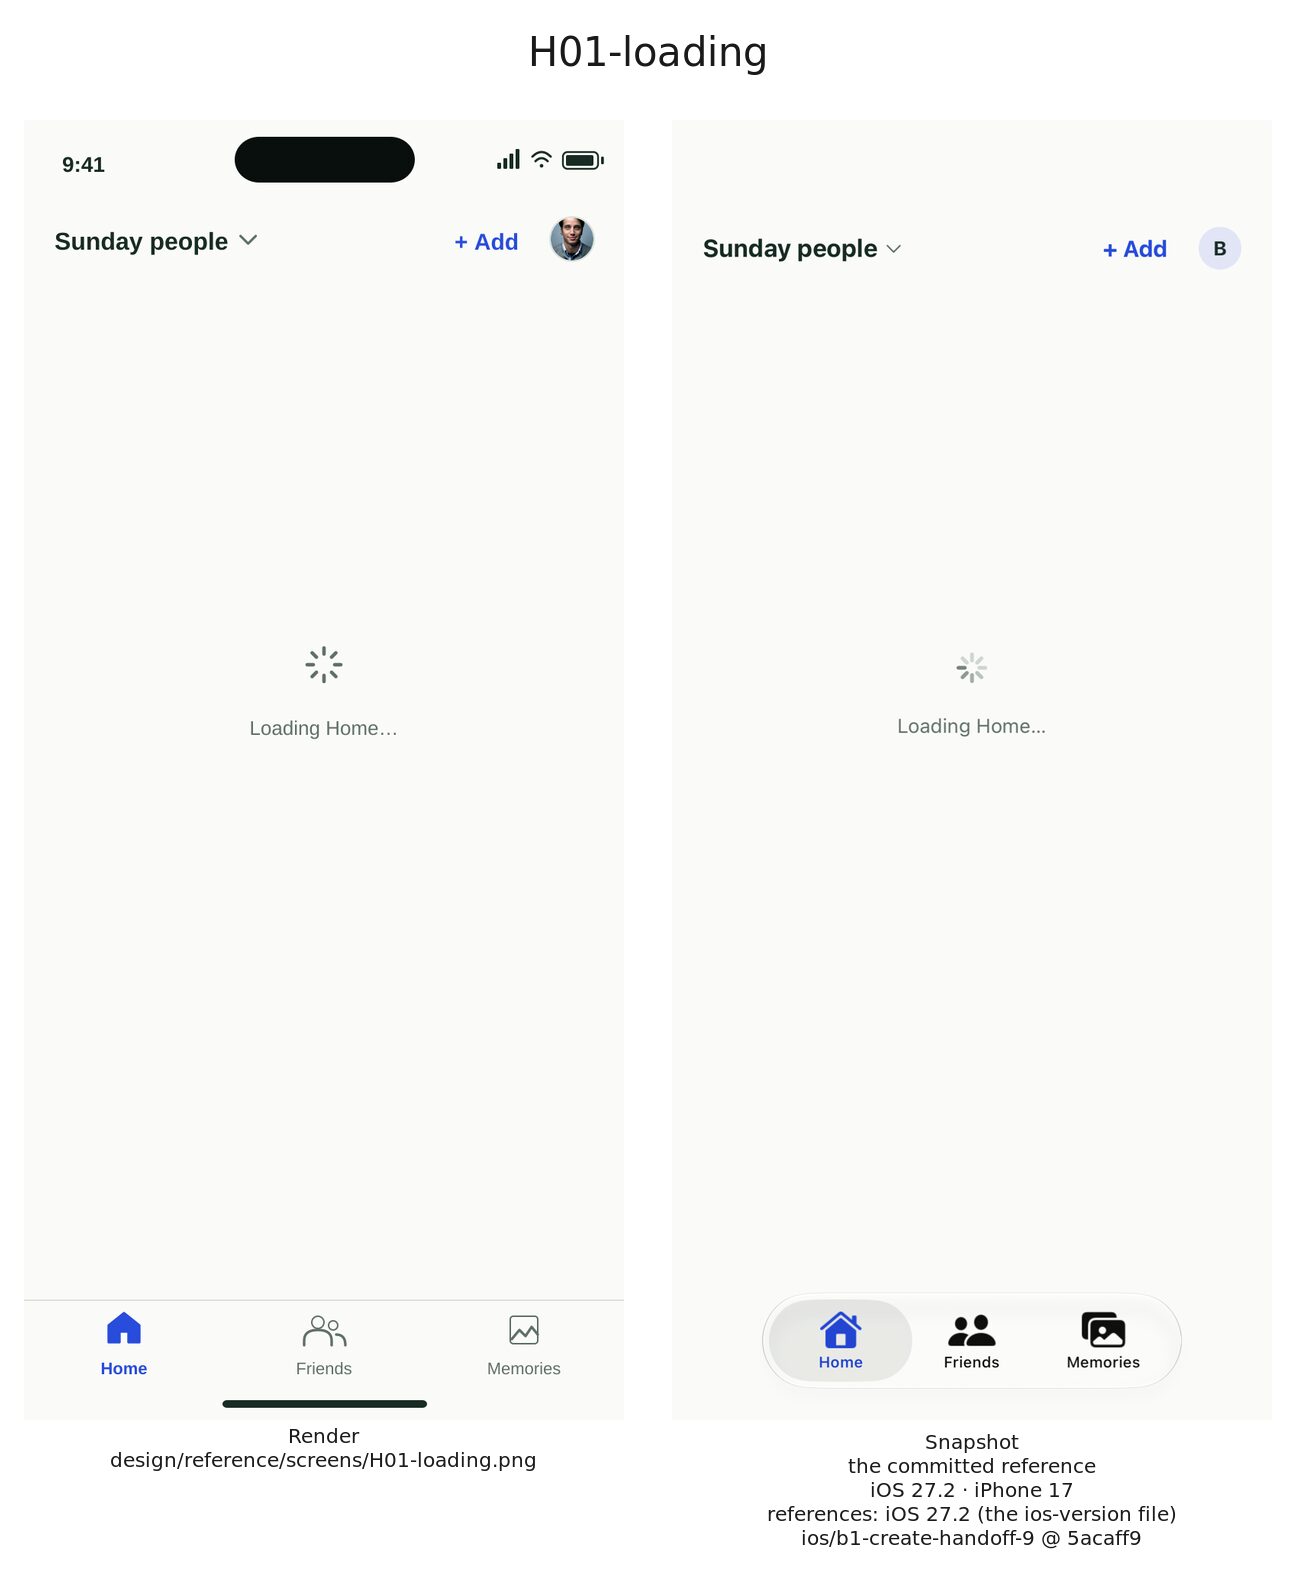 H01-loading
9:41
Sunday people
+ Add
Loading Home…
Home
Friends
Memories
Render
design/reference/screens/H01-loading.png
Sunday people
+ Add
B
Loading Home...
Home
Friends
Memories
Snapshot
the committed reference
iOS 27.2 · iPhone 17
references: iOS 27.2 (the ios-version file)
ios/b1-create-handoff-9 @ 5acaff9